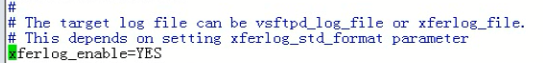 #
# The target log file can be vsftpd_log_file or xferlog_file.
# This depends on setting xferlog_std_format parameter
xferlog_enable=YES